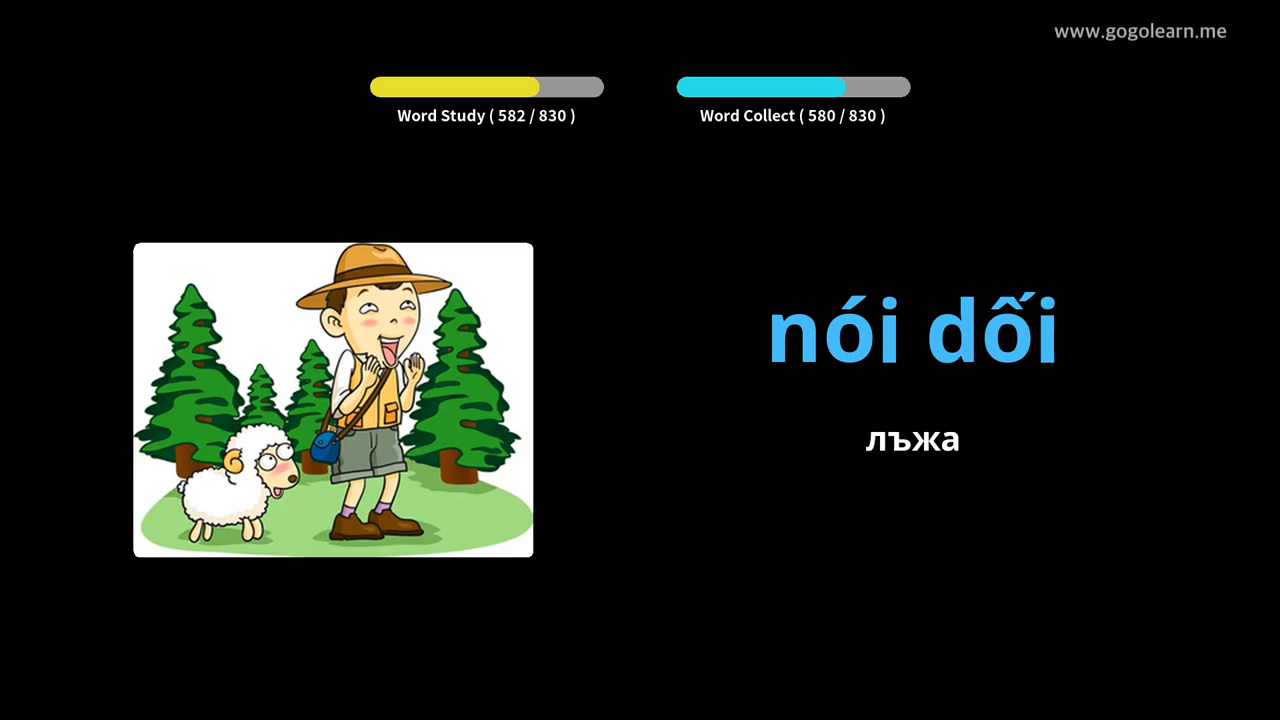 www.gogolearn.me
Word Study ( 582 / 830 )
Word Collect ( 580 / 830 )
nói dối
лъжа